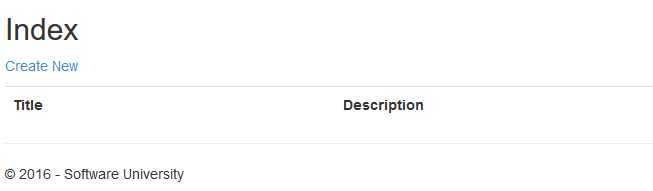 Index
Create New
Title Description
© 2016 - Software University